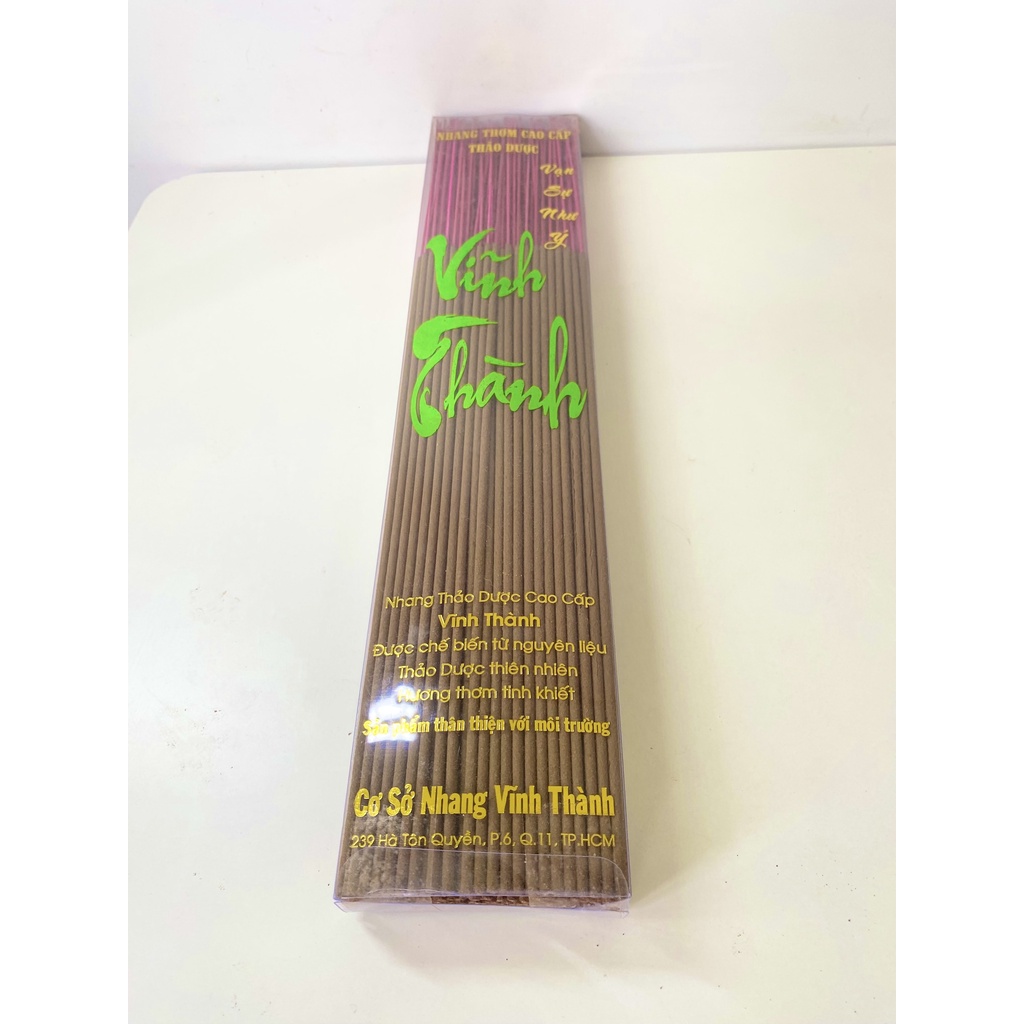 NHANG THƠM CAO CẤP
THẢO DƯỢC
Vạn
Sự
Như
Ý
Vĩnh
Thành
Nhang Thảo Dược Cao Cấp
Vĩnh Thành
Được chế biến từ nguyên liệu
Thảo Dược thiên nhiên
Hương thơm tinh khiết
Sản phẩm thân thiện với môi trường
Cơ Sở Nhang Vĩnh Thành
239 Hà Tôn Quyền, P.6, Q.11, TP.HCM